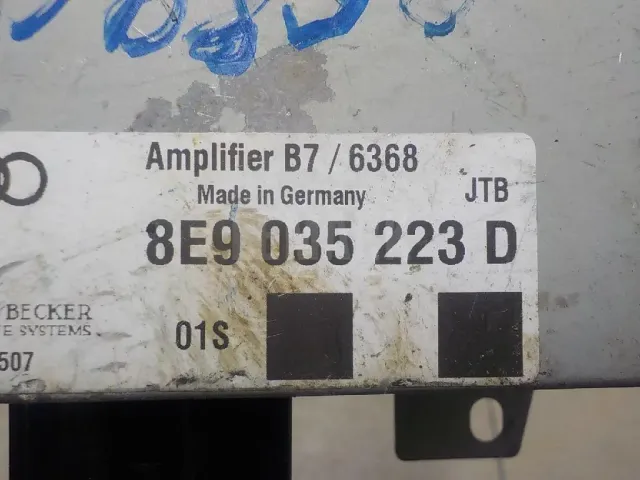 Amplifier B7 / 6368
Made in Germany
JTB
8E9 035 223 D
BECKER
E SYSTEMS
01S
507